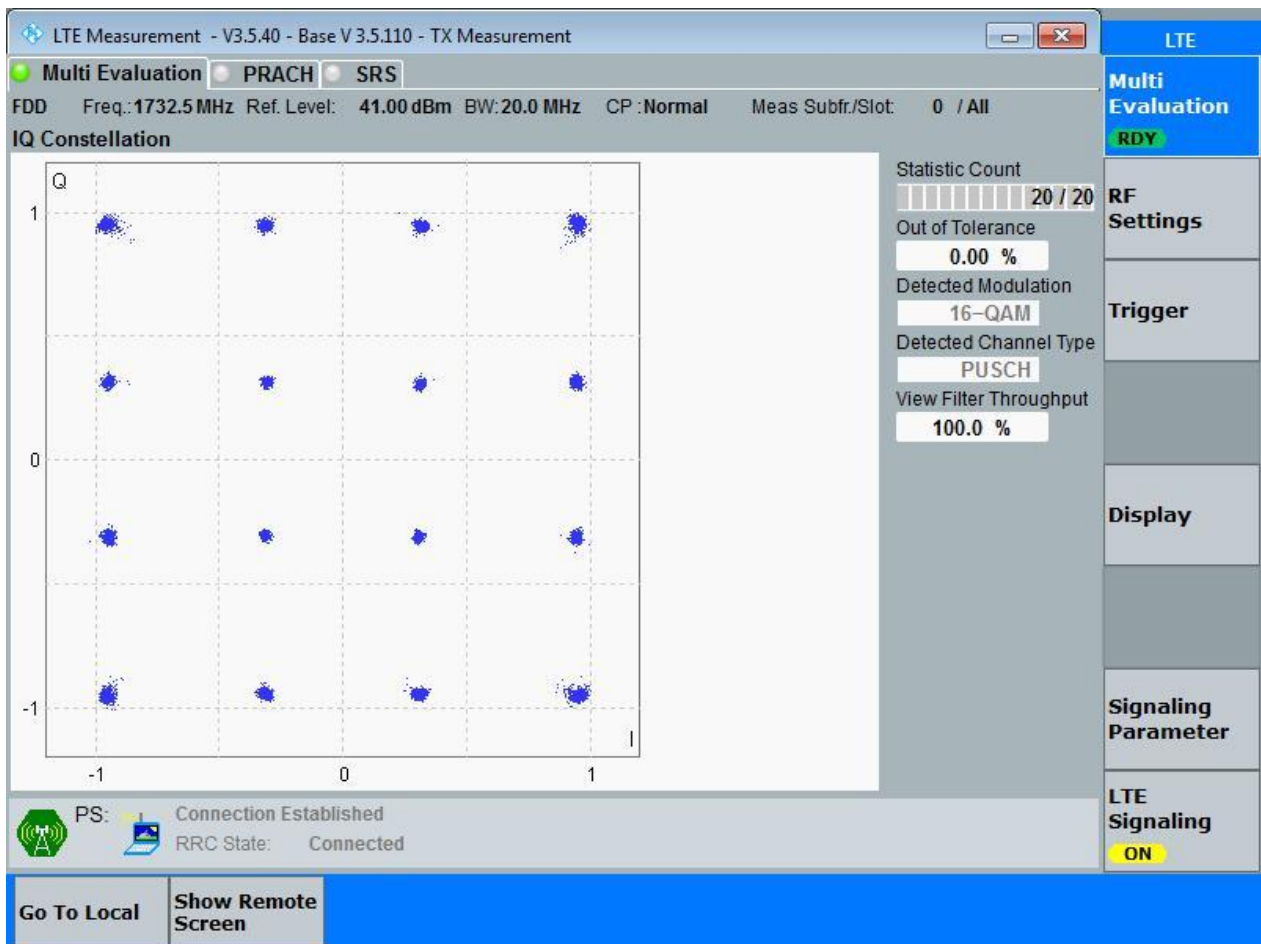 LTE Measurement - V3.5.40 - Base V 3.5.110 - TX Measurement
LTE
Multi Evaluation PRACH SRS
Multi
Evaluation
RDY
FDD Freq.: 1732.5 MHz Ref. Level: 41.00 dBm BW: 20.0 MHz CP : Normal Meas Subfr./Slot: 0 / All
IQ Constellation
Q
1
0
-1
I
-1 0 1
Statistic Count
20 / 20
Out of Tolerance
0.00 %
Detected Modulation
16-QAM
Detected Channel Type
PUSCH
View Filter Throughput
100.0 %
RF
Settings
Trigger
Display
Signaling
Parameter
LTE
Signaling
ON
PS: Connection Established
RRC State: Connected
Go To Local
Show Remote
Screen